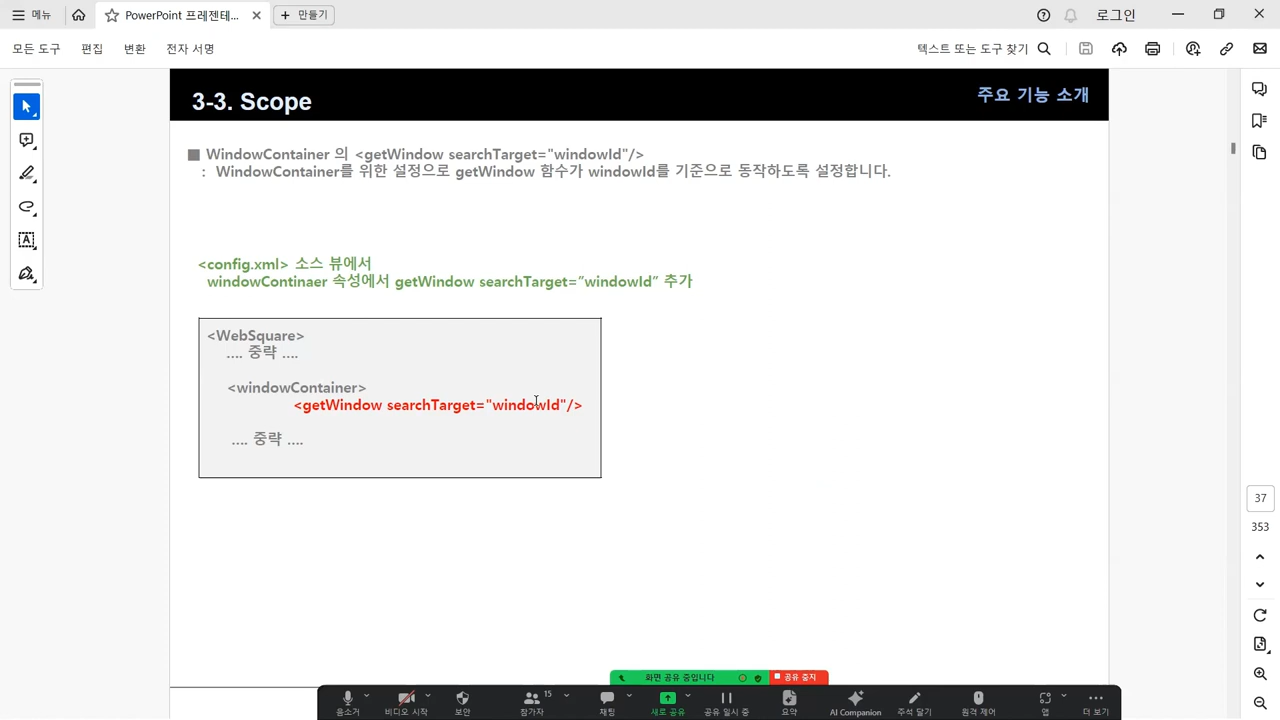 메뉴
PowerPoint 프레젠테...
만들기
로그인
모든 도구
편집
변환
전자 서명
텍스트 또는 도구 찾기
3-3. Scope
주요 기능 소개
■ WindowContainer 의 <getWindow searchTarget="windowId"/>
: WindowContainer를 위한 설정으로 getWindow 함수가 windowId를 기준으로 동작하도록 설정합니다.
<config.xml> 소스 뷰에서
windowContinaer 속성에서 getWindow searchTarget=“windowId” 추가
<WebSquare>
.... 중략 ....
<windowContainer>
<getWindow searchTarget="windowId"/>
.... 중략 ....
37
353
화면 공유 중입니다
공유 중지
음소거
비디오 시작
보안
15
참가자
채팅
새로 공유
공유 일시 중
요약
AI Companion
주석 달기
원격 제어
앱
더 보기